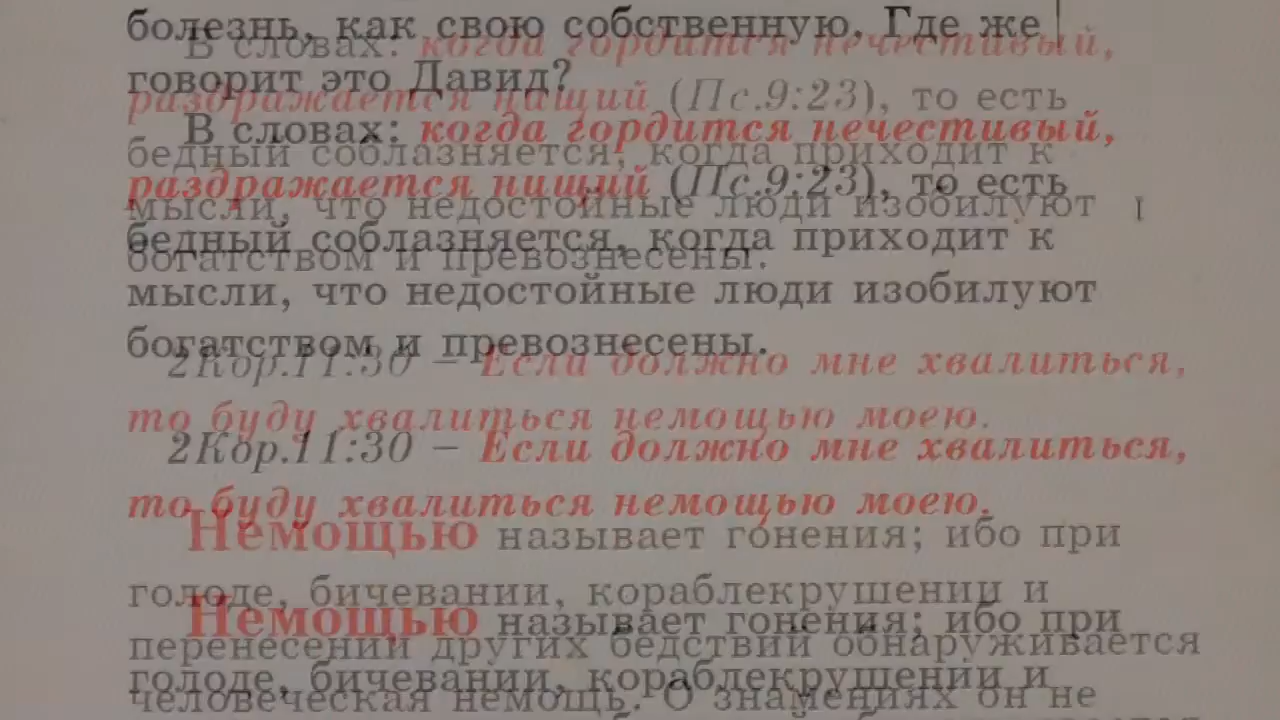 болезнь, как свою собственную. Где же
говорит это Давид?
В словах: когда гордится нечестивый,
раздражается нищий (Пс.9:23), то есть
бедный соблазняется, когда приходит к
мысли, что недостойные люди изобилуют
богатством и превознесены.
2Кор.11:30 – Если должно мне хвалиться,
то буду хвалиться немощью моею.
Немощью называет гонения; ибо при
голоде, бичевании, кораблекрушении и
перенесении других бедствий обнаруживается
человеческая немощь. О знамениях он не